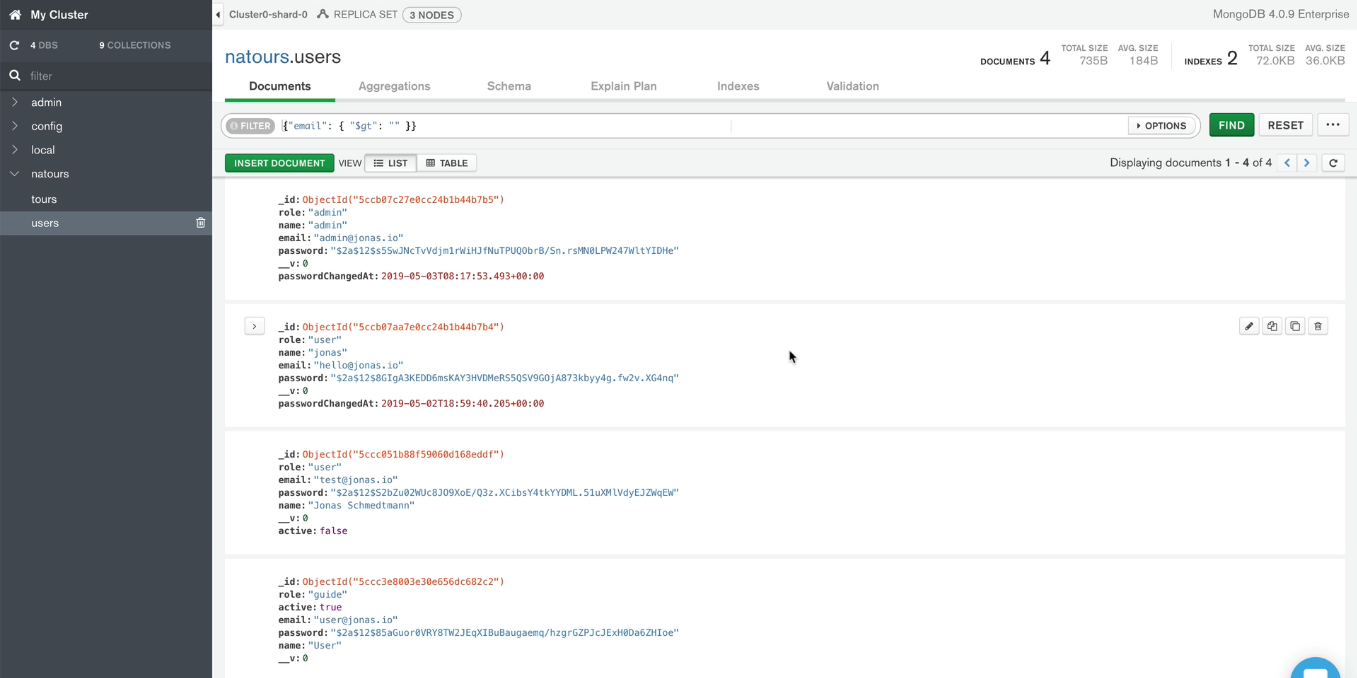 My Cluster
Cluster0-shard-0 REPLICA SET 3 NODES
MongoDB 4.0.9 Enterprise
4 DBS 9 COLLECTIONS
filter
admin
config
local
natours
tours
users
natours.users
DOCUMENTS 4 TOTAL SIZE 735B AVG. SIZE 184B
INDEXES 2 TOTAL SIZE 72.0KB AVG. SIZE 36.0KB
Documents Aggregations Schema Explain Plan Indexes Validation
FILTER {"email": { "$gt": "" }} OPTIONS FIND RESET ...
INSERT DOCUMENT VIEW LIST TABLE Displaying documents 1 - 4 of 4
_id: ObjectId("5ccb07c27e0cc24b1b44b7b5")
role: "admin"
name: "admin"
email: "admin@jonas.io"
password: "$2a$12$s5SwJNcTvVdjm1rWiHJfNuTPUQObrB/Sn.rsMN0LPW247WltYIDHe"
__v: 0
passwordChangedAt: 2019-05-03T08:17:53.493+00:00
_id: ObjectId("5ccb07aa7e0cc24b1b44b7b4")
role: "user"
name: "jonas"
email: "hello@jonas.io"
password: "$2a$12$8GIgA3KEDD6msKAY3HVDMeRS5QSV9GOjA873kbyy4g.fw2v.XG4nq"
__v: 0
passwordChangedAt: 2019-05-02T18:59:40.205+00:00
_id: ObjectId("5ccc051b88f59060d168eddf")
role: "user"
email: "test@jonas.io"
password: "$2a$12$S2bZu02WUc8JO9XoE/Q3z.XCibsY4tkYYDML.51uXMlVdyEJZWqEW"
name: "Jonas Schmedtmann"
__v: 0
active: false
_id: ObjectId("5ccc3e8003e30e656dc682c2")
role: "guide"
active: true
email: "user@jonas.io"
password: "$2a$12$85aGuor0VRY8TW2JEqXIBuBaugaemq/hzgrGZPJcJExH0Da6ZHIoe"
name: "User"
__v: 0